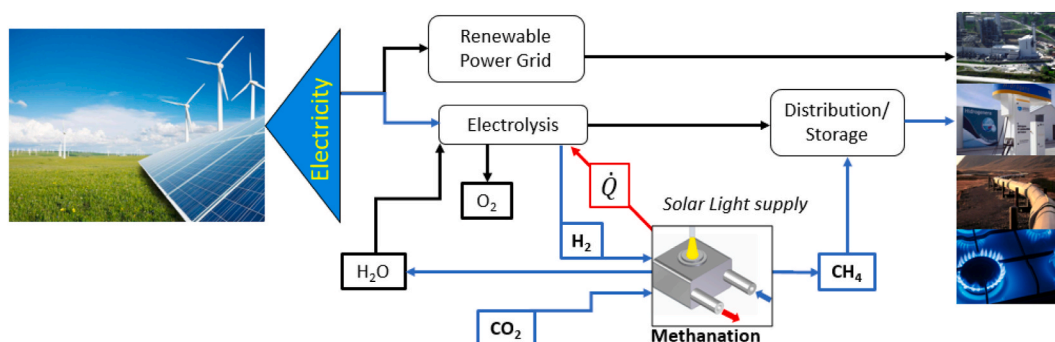 Electricity
Renewable
Power Grid
Electrolysis
Distribution/
Storage
O2
Q̇
Solar Light supply
H2
H2O
CH4
CO2
Methanation